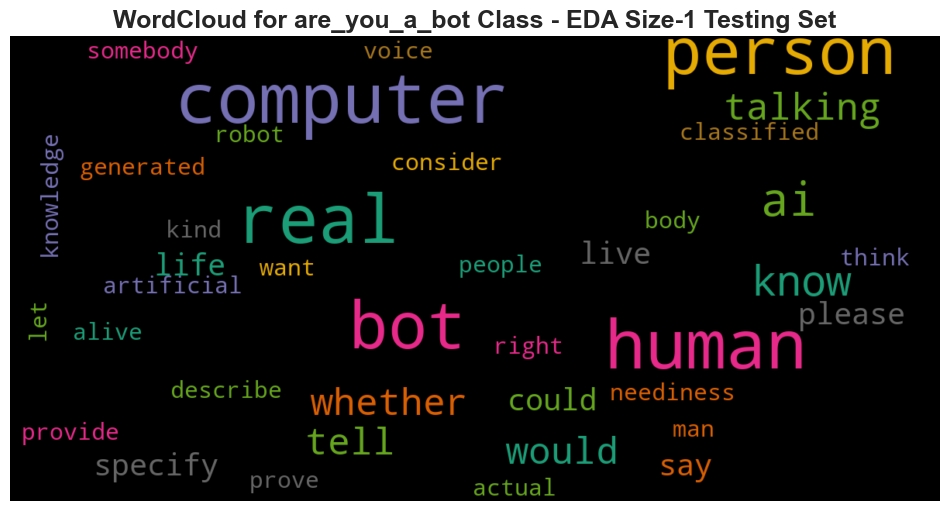 WordCloud for are_you_a_bot Class - EDA Size-1 Testing Set
somebody
voice
person
computer
talking
robot
classified
knowledge
generated
consider
real
ai
body
kind
live
life
want
people
think
artificial
know
let
alive
bot
right
human
please
describe
whether
could
neediness
provide
tell
would
man
specify
say
prove
actual